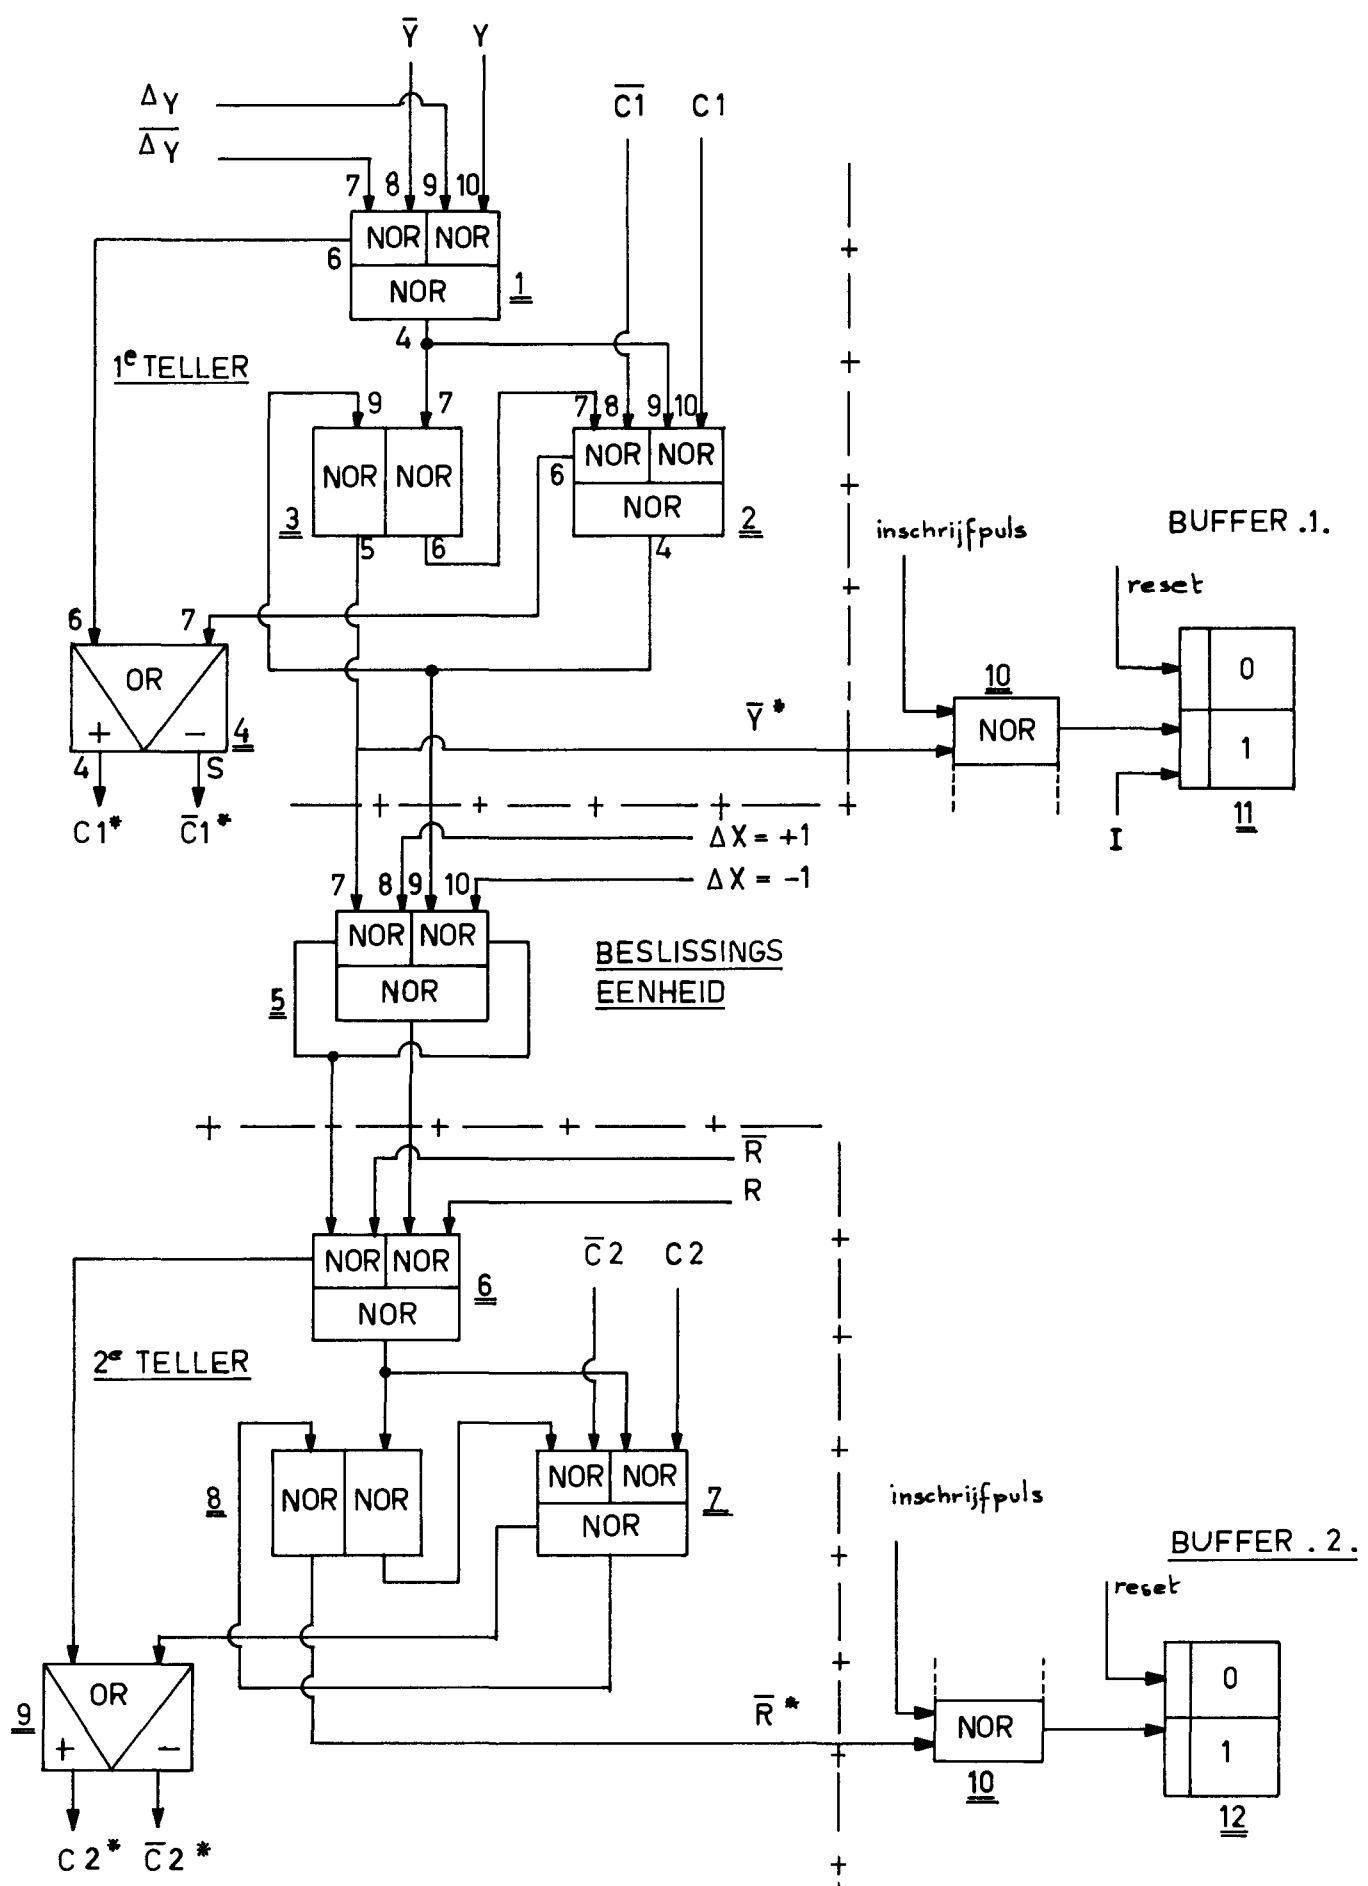 Y̅ Y
ΔY
Δ̅Y̅
C̅1̅ C1
7 8 9 10
NOR NOR
6
NOR
1
4
1e TELLER
9 7
7 8 9 10
NOR NOR
NOR NOR
6
NOR
3
2
5 6
4
inschrijfpuls
BUFFER .1.
reset
6 7
OR
+ -
4
4 S
C1* C̅1*
Y̅*
10
NOR
0
1
11
I
ΔX = +1
ΔX = -1
7 8 9 10
NOR NOR
NOR
5
BESLISSINGS
EENHEID
R̅
R
NOR NOR
NOR
6
C̅2 C2
2e TELLER
NOR NOR
8
NOR NOR
NOR
7
inschrijfpuls
BUFFER . 2.
reset
OR
+ -
9
C2* C̅2*
R̅*
NOR
10
0
1
12